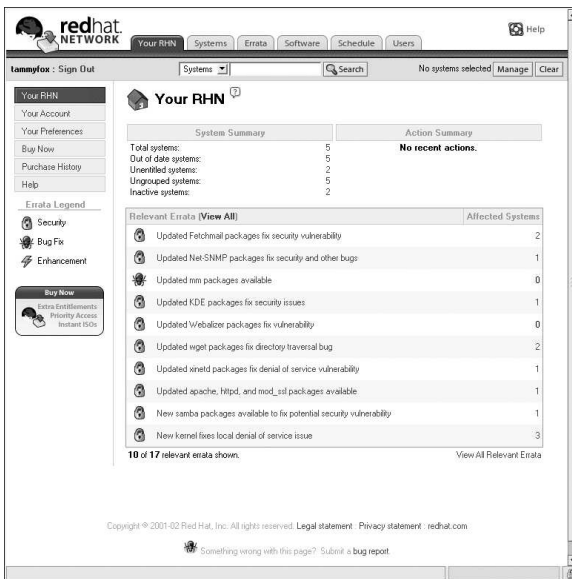 redhat.
NETWORK
Your RHN
Systems
Errata
Software
Schedule
Users
Help
tammyfox : Sign Out
Systems
Search
No systems selected
Manage
Clear
Your RHN
Your Account
Your Preferences
Buy Now
Purchase History
Help
Errata Legend
Security
Bug Fix
Enhancement
Buy Now
Extra Entitlements
Priority Access
Instant ISOs
Your RHN
?
System Summary
Total systems: 5
Out of date systems: 5
Unentitled systems: 2
Ungrouped systems: 5
Inactive systems: 2
Action Summary
No recent actions.
Relevant Errata (View All) Affected Systems
Updated Fetchmail packages fix security vulnerability 2
Updated Net-SNMP packages fix security and other bugs 1
Updated mm packages available 0
Updated KDE packages fix security issues 1
Updated Webalizer packages fix vulnerability 0
Updated wget packages fix directory traversal bug 2
Updated xinetd packages fix denial of service vulnerability 1
Updated apache, httpd, and mod_ssl packages available 1
New samba packages available to fix potential security vulnerability 1
New kernel fixes local denial of service issue 3
10 of 17 relevant errata shown. View All Relevant Errata
Copyright © 2001-02 Red Hat, Inc. All rights reserved. Legal statement : Privacy statement : redhat.com
Something wrong with this page? Submit a bug report.